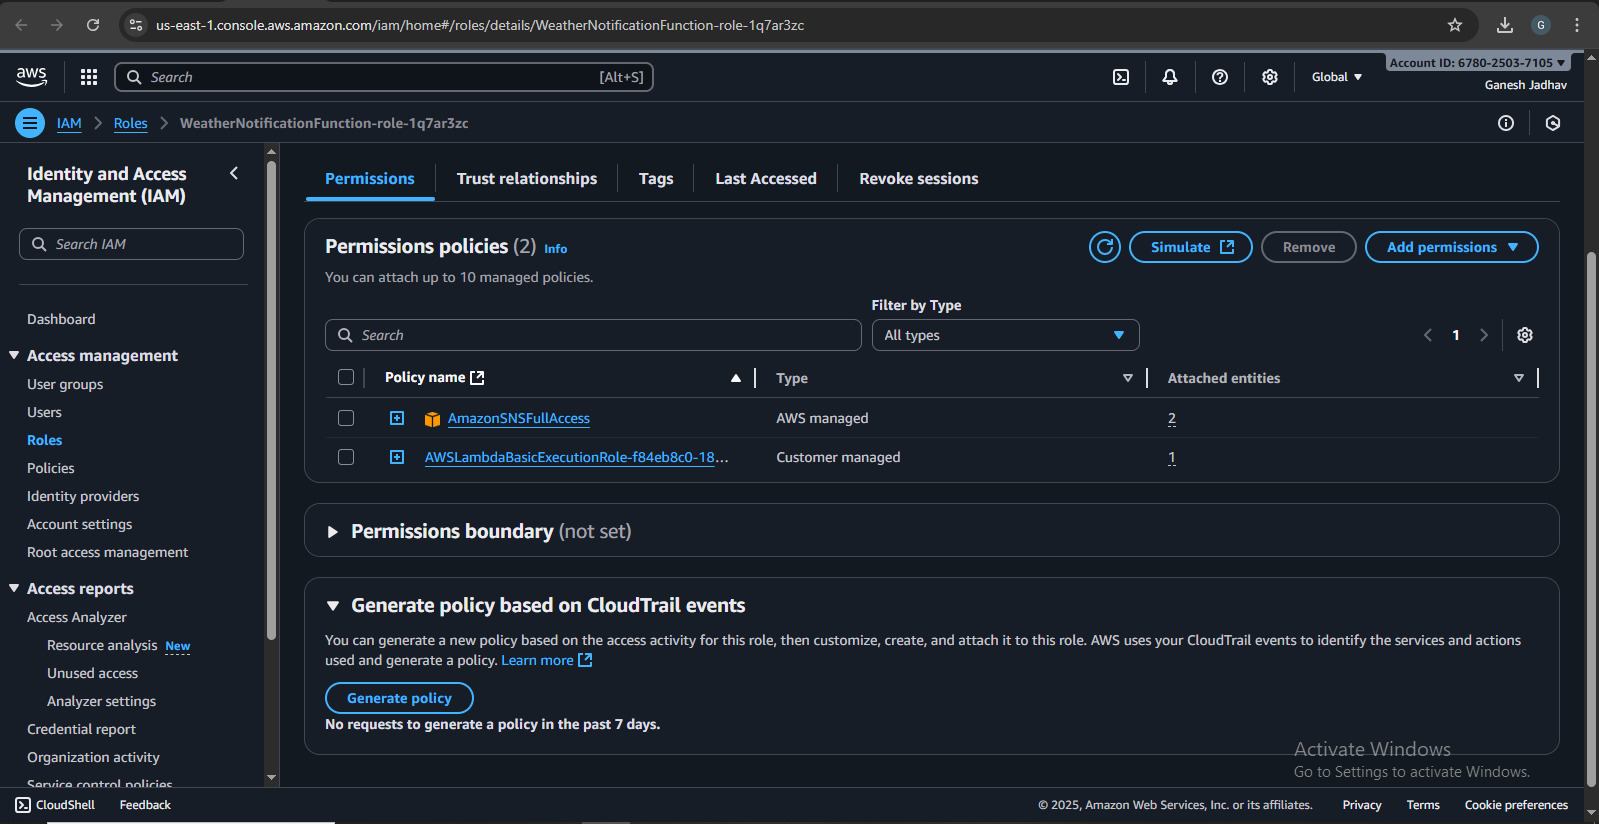 us-east-1.console.aws.amazon.com/iam/home#/roles/details/WeatherNotificationFunction-role-1q7ar3zc
G
aws
Search
[Alt+S]
Global
Account ID: 6780-2503-7105
Ganesh Jadhav
IAM
Roles
WeatherNotificationFunction-role-1q7ar3zc
Identity and Access
Management (IAM)
Search IAM
Dashboard
Access management
User groups
Users
Roles
Policies
Identity providers
Account settings
Root access management
Access reports
Access Analyzer
Resource analysis New
Unused access
Analyzer settings
Credential report
Organization activity
Service control policies
Permissions
Trust relationships
Tags
Last Accessed
Revoke sessions
Permissions policies (2) Info
You can attach up to 10 managed policies.
Simulate
Remove
Add permissions
Filter by Type
Search
All types
1
Policy name
Type
Attached entities
AmazonSNSFullAccess
AWS managed
2
AWSLambdaBasicExecutionRole-f84eb8c0-18...
Customer managed
1
Permissions boundary (not set)
Generate policy based on CloudTrail events
You can generate a new policy based on the access activity for this role, then customize, create, and attach it to this role. AWS uses your CloudTrail events to identify the services and actions
used and generate a policy. Learn more
Generate policy
No requests to generate a policy in the past 7 days.
Activate Windows
Go to Settings to activate Windows.
CloudShell
Feedback
© 2025, Amazon Web Services, Inc. or its affiliates.
Privacy
Terms
Cookie preferences